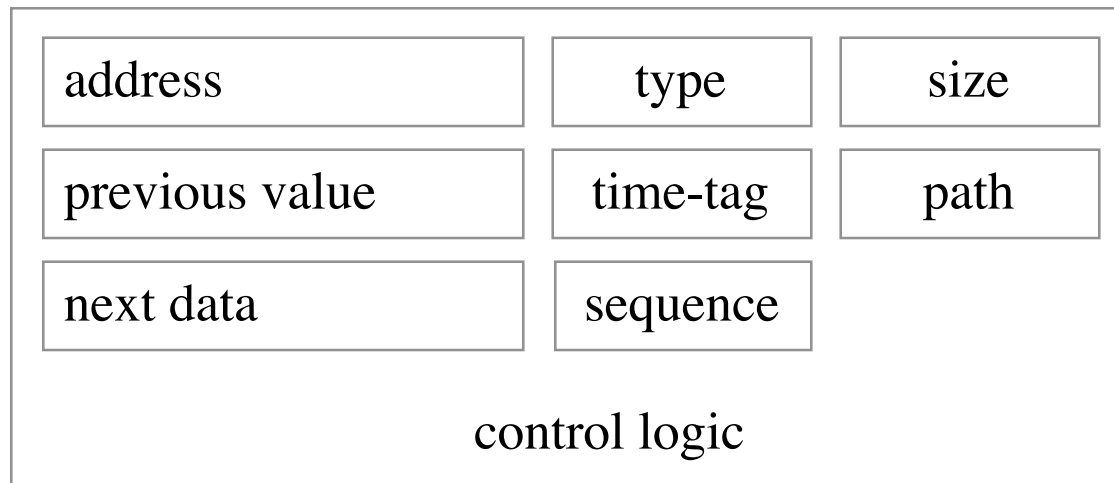 address type size
previous value time-tag path
next data sequence
control logic